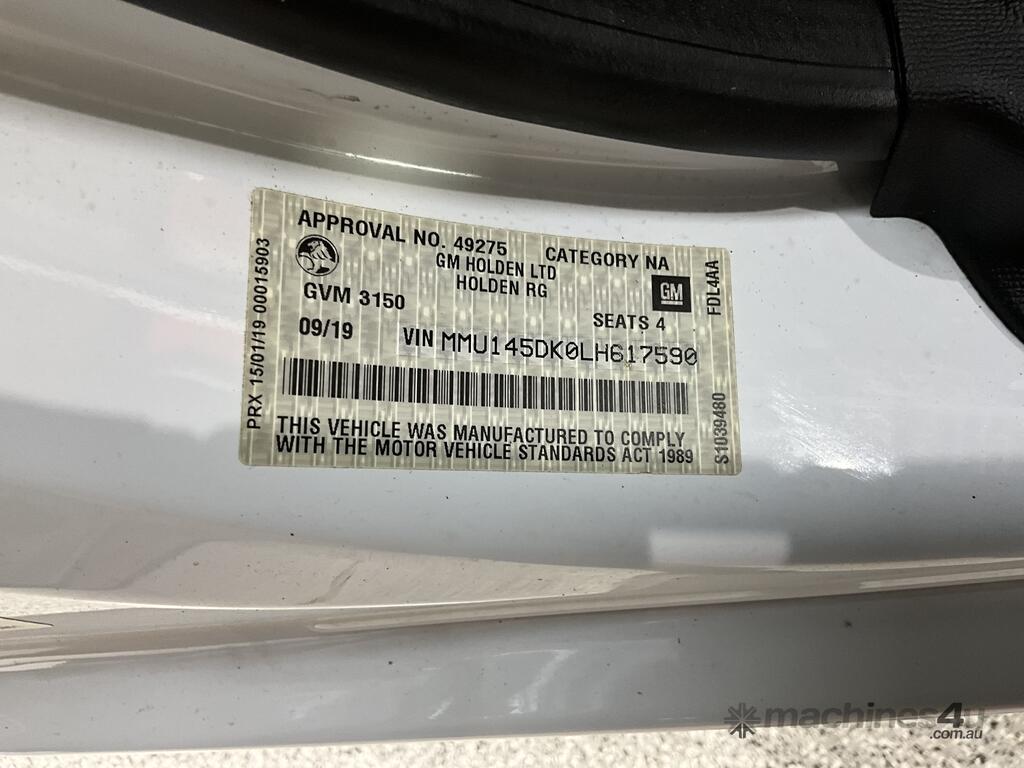 APPROVAL NO. 49275 CATEGORY NA
GM HOLDEN LTD
HOLDEN RG
GM
GVM 3150
SEATS 4
09/19 VIN MMU145DK0LH617590
THIS VEHICLE WAS MANUFACTURED TO COMPLY
WITH THE MOTOR VEHICLE STANDARDS ACT 1989
PRX 15/01/19 00015903
FDL4AA
S1039480
machines4u
.com.au